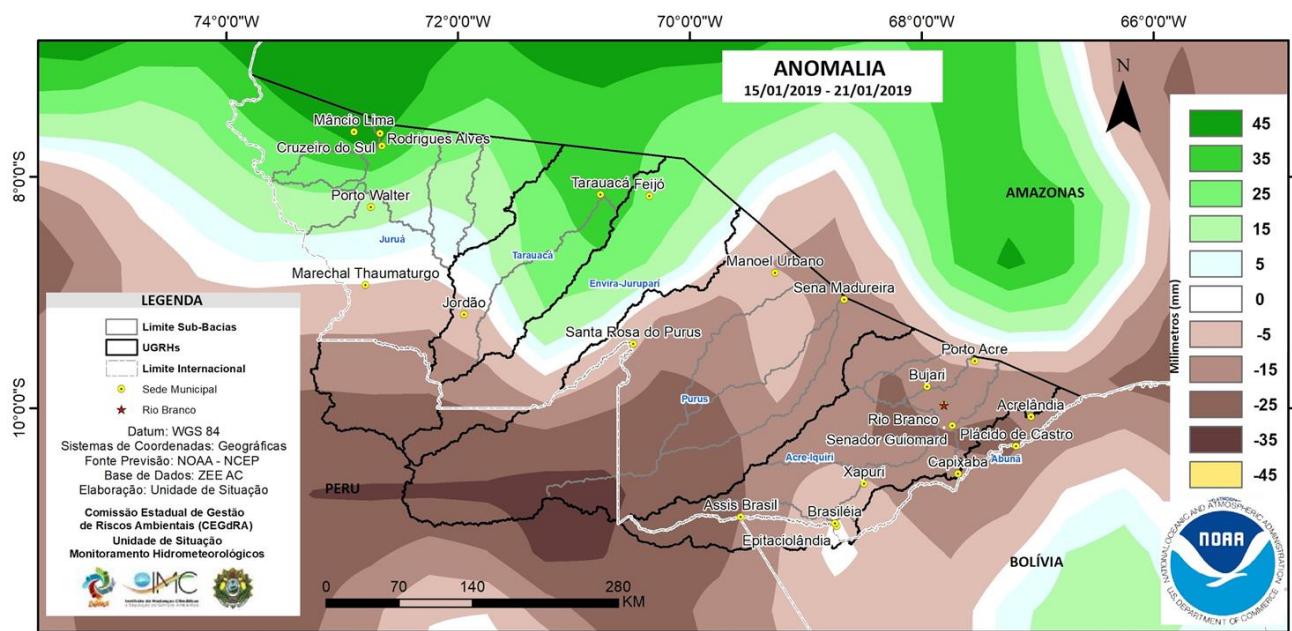 74°0'0"W
72°0'0"W
70°0'0"W
68°0'0"W
66°0'0"W
8°0'0"S
10°0'0"S
ANOMALIA
15/01/2019 - 21/01/2019
N
Mâncio Lima
Rodrigues Alves
Cruzeiro do Sul
Porto Walter
Tarauacá
Feijó
AMAZONAS
Juruá
Tarauacá
Envira-Jurupari
Marechal Thaumaturgo
Jordão
Manoel Urbano
Sena Madureira
Santa Rosa do Purus
Porto Acre
Bujari
Purus
Rio Branco
Acrelândia
Senador Guiomard
Plácido de Castro
Acre-Iquiri
Abunã
Capixaba
Xapuri
Assis Brasil
Brasiléia
Epitaciolândia
PERU
BOLÍVIA
Milimetros (mm)
45
35
25
15
5
0
-5
-15
-25
-35
-45
LEGENDA
Limite Sub-Bacias
UGRHs
Limite Internacional
Sede Municipal
Rio Branco
Datum: WGS 84
Sistemas de Coordenadas: Geográficas
Fonte Previsão: NOAA - NCEP
Base de Dados: ZEE AC
Elaboração: Unidade de Situação
Comissão Estadual de Gestão
de Riscos Ambientais (CEGdRA)
Unidade de Situação
Monitoramento Hidrometeorológicos
IMC
0 70 140 280
KM
NATIONAL OCEANIC AND ATMOSPHERIC ADMINISTRATION
NOAA
U.S. DEPARTMENT OF COMMERCE